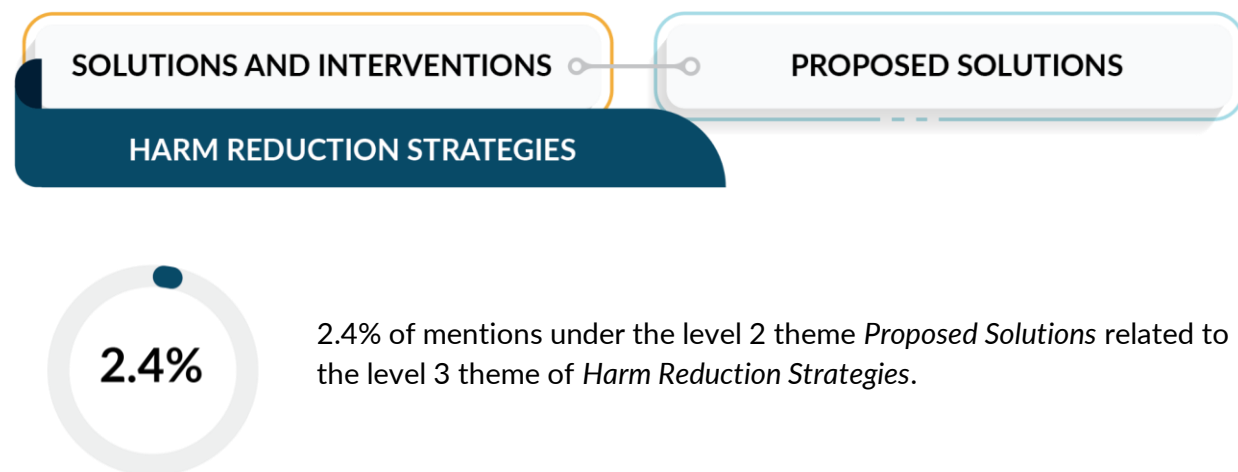 SOLUTIONS AND INTERVENTIONS
PROPOSED SOLUTIONS
HARM REDUCTION STRATEGIES
2.4%
2.4% of mentions under the level 2 theme Proposed Solutions related to
the level 3 theme of Harm Reduction Strategies.